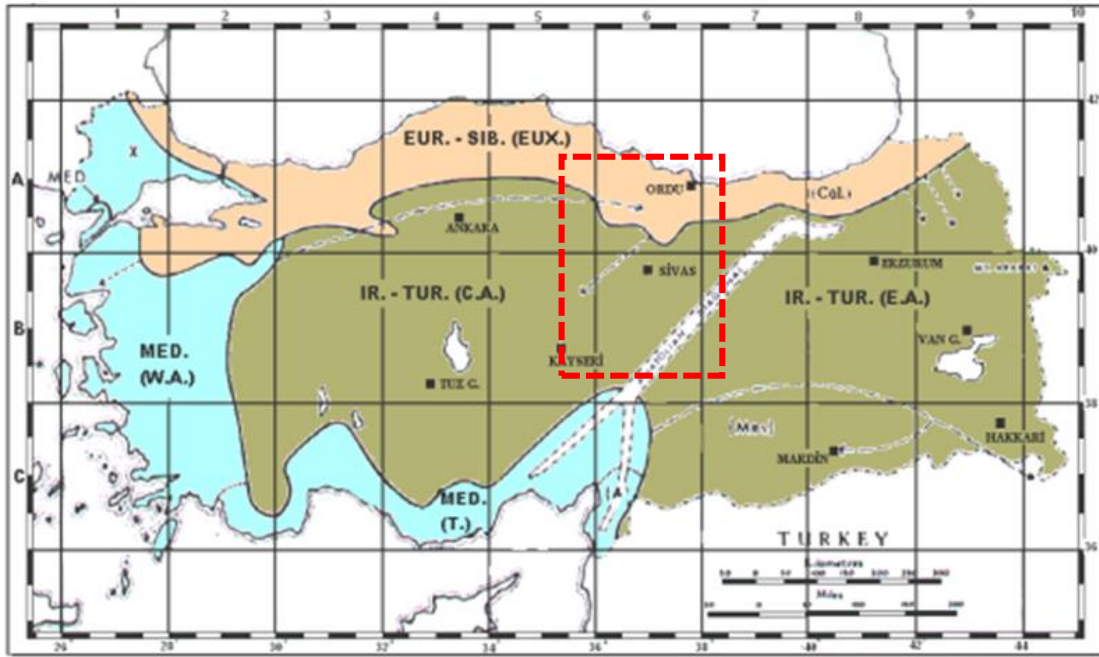 1 2 3 4 5 6 7 8 9 10
42
EUR. - SIB. (EUX.)
X
MED
A
ORDU
(Col.)
ANKARA
40
SİVAS
ERZURUM
IR. - TUR. (C.A.)
IR. - TUR. (E.A.)
B
MED.
(W.A.)
KAYSERİ
VAN G.
TUX G.
38
(Mes)
HAKKARİ
MARDİN
C
MED.
(T.)
(A
TURKEY
36
Kilometres
Miles
26 28 30 32 34 36 38 40 42 44